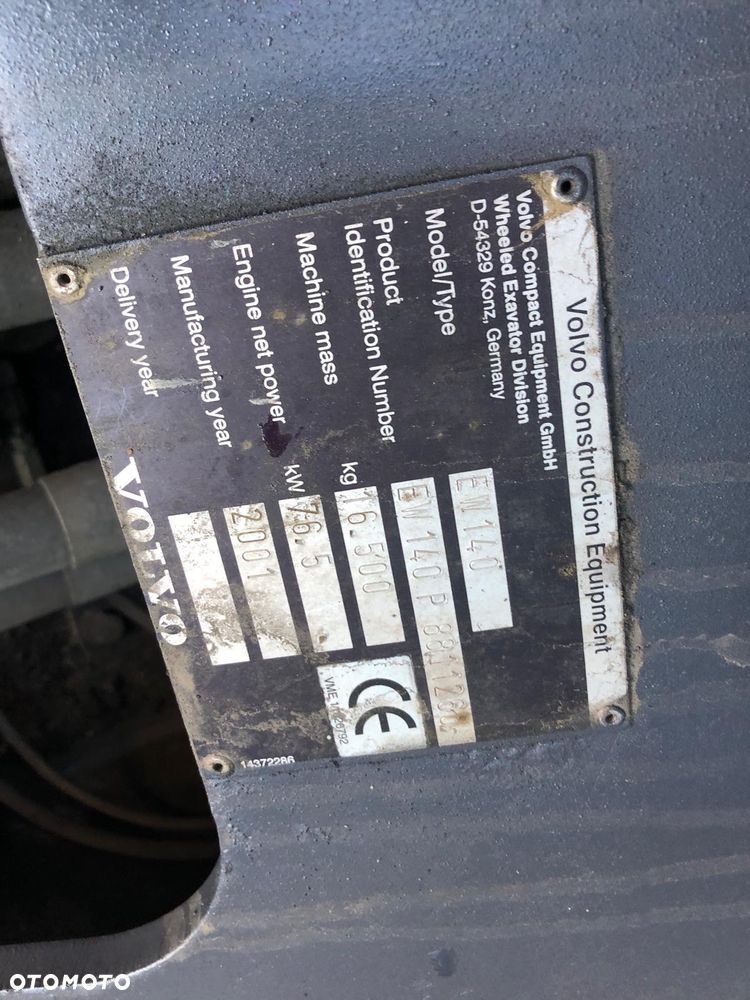 Volvo Construction Equipment
Volvo Compact Equipment GmbH
Wheeled Exavator Division
D-54329 Konz, Germany
Model/Type EW140
Product
Identification Number EW140 P
Machine mass kg 16.500
Engine net power kW 76.5
Manufacturing year 2001
Delivery year
VOLVO
CE
14372286
OTOMOTO